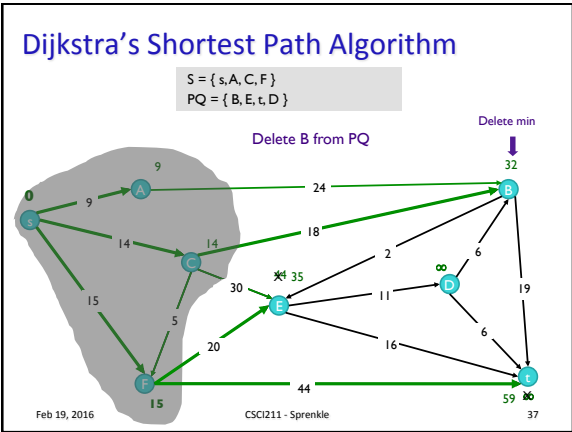 Dijkstra's Shortest Path Algorithm
S = { s, A, C, F }
PQ = { B, E, t, D }
Delete min
Delete B from PQ
32
9
0
A
24
B
9
s
18
14
14
C
2
6
∞
44 35
D
30
19
15
11
E
5
6
20
16
F
44
t
15
59 ∞
Feb 19, 2016
CSCI211 - Sprenkle
37